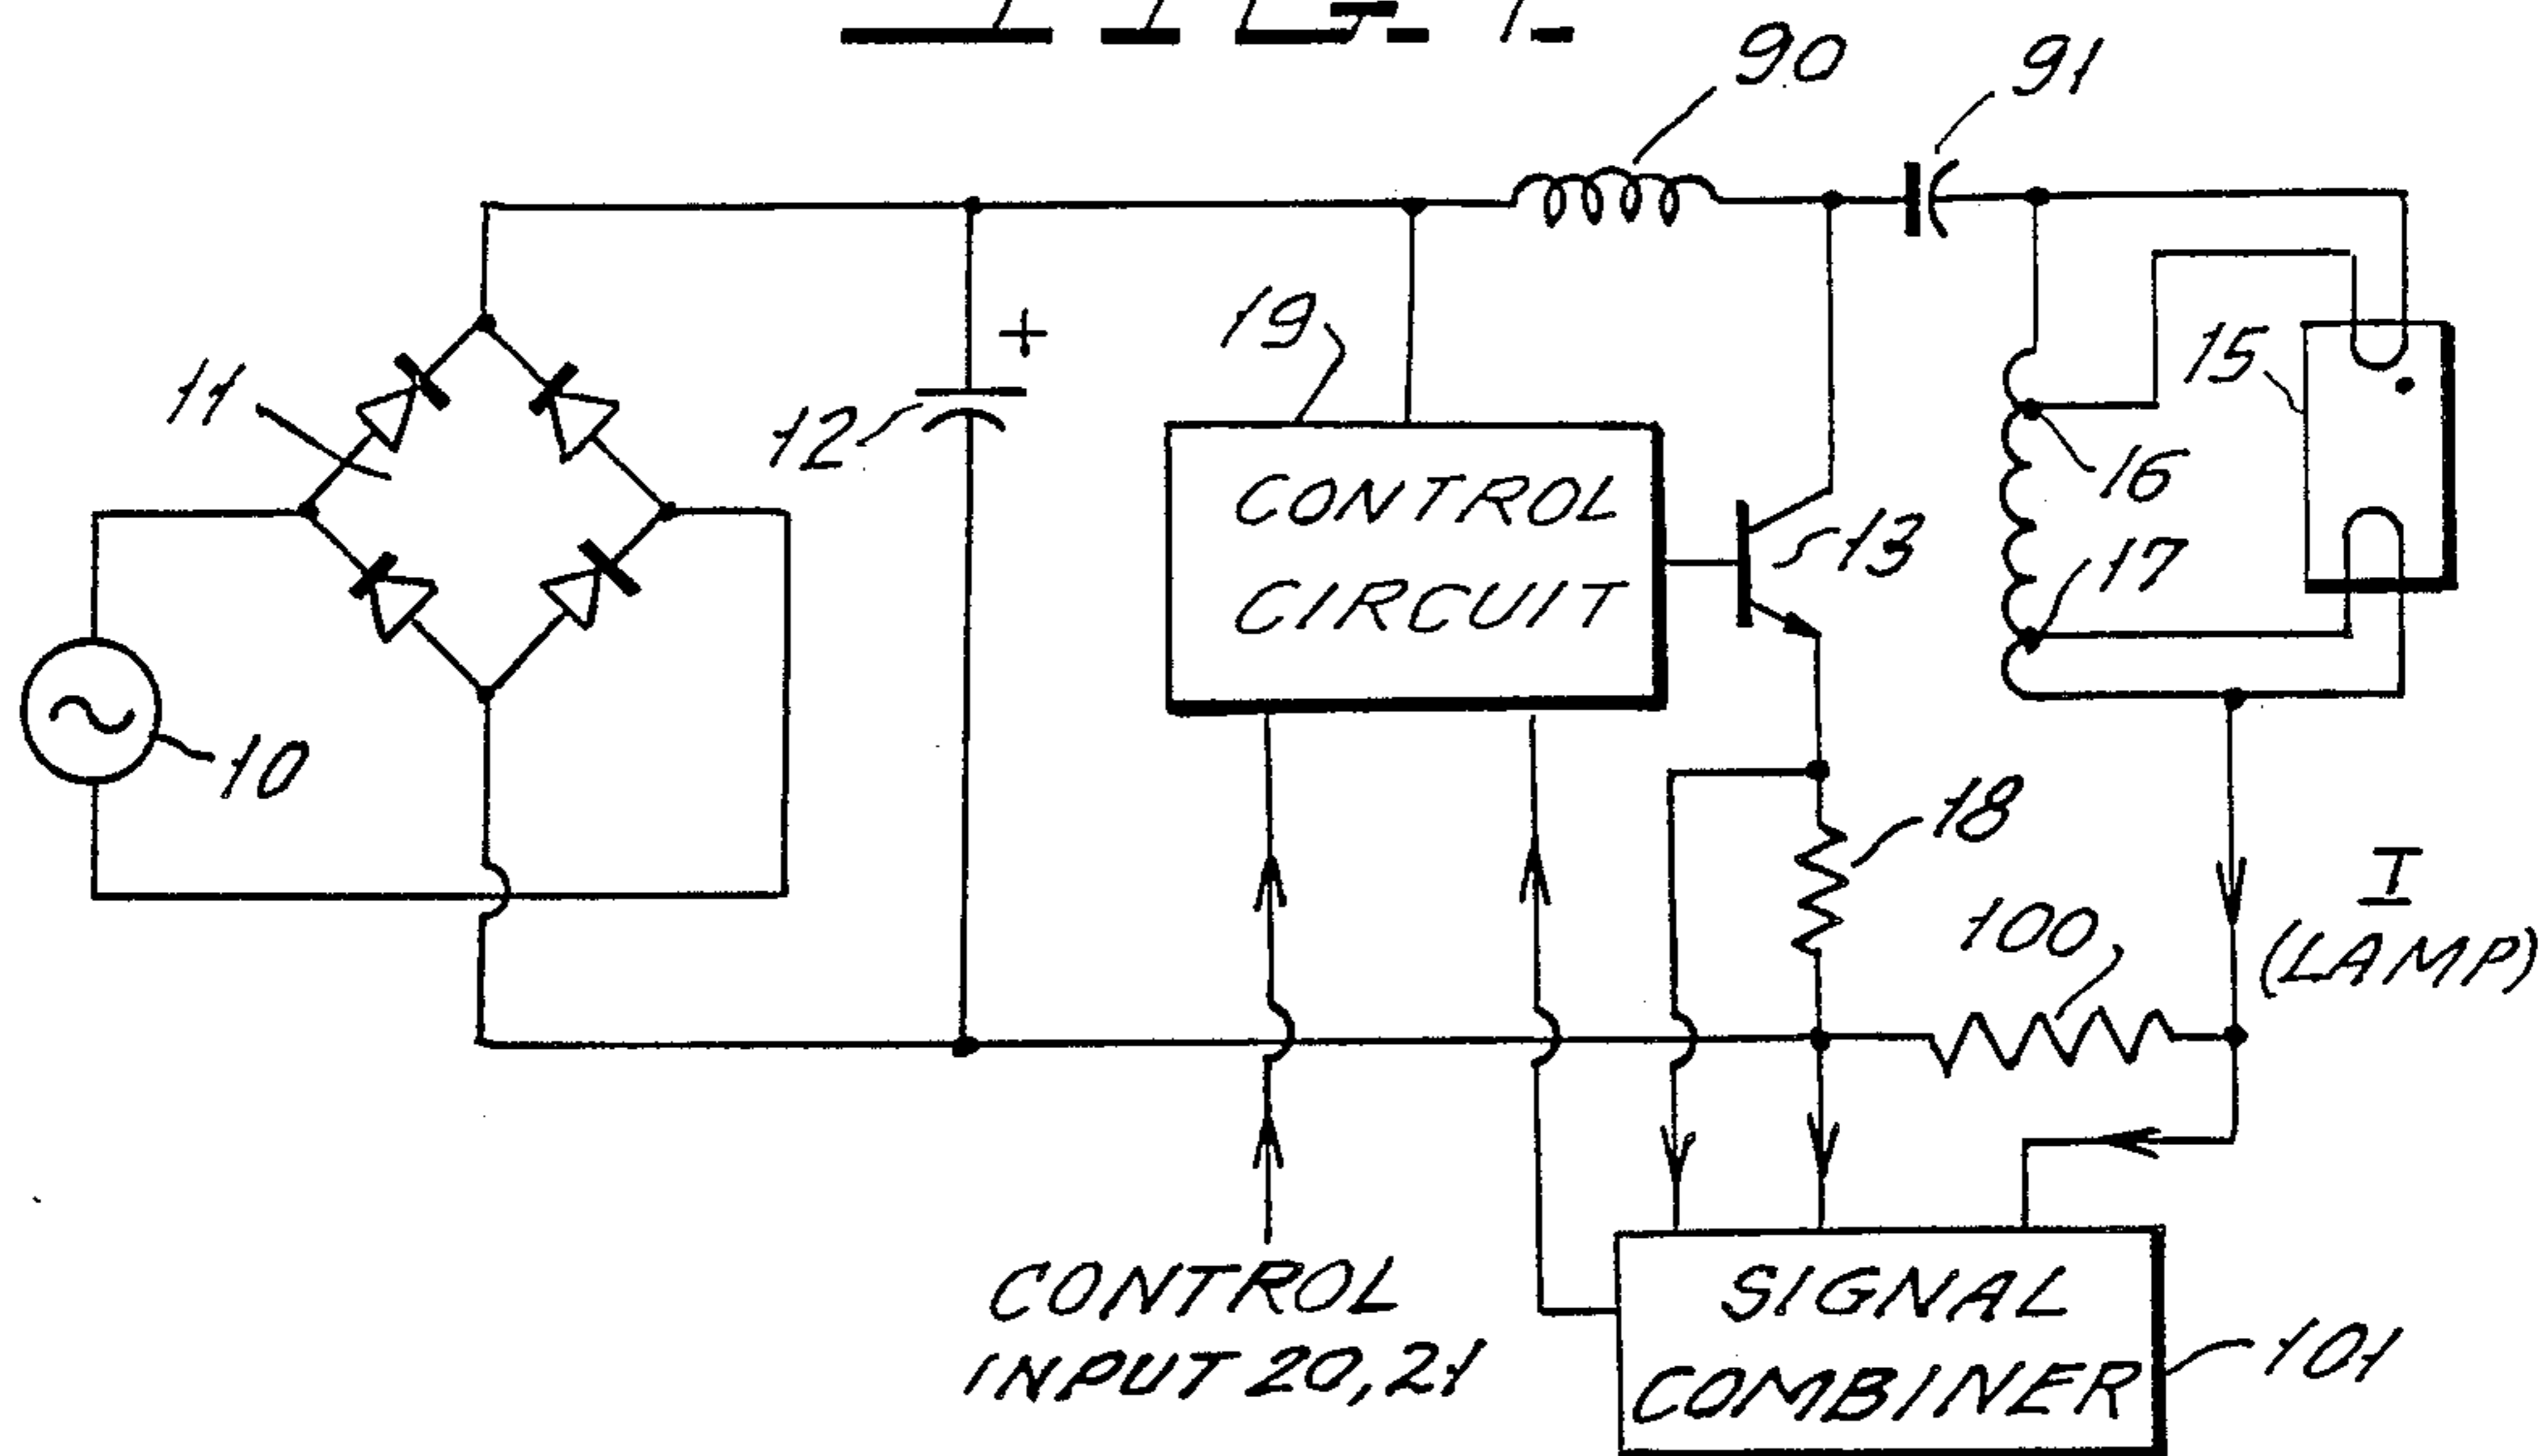 90
91
19
11
12
15
16
CONTROL
CIRCUIT
13
17
10
18
I
(LAMP)
100
CONTROL
INPUT 20, 21
SIGNAL
COMBINER
101
+